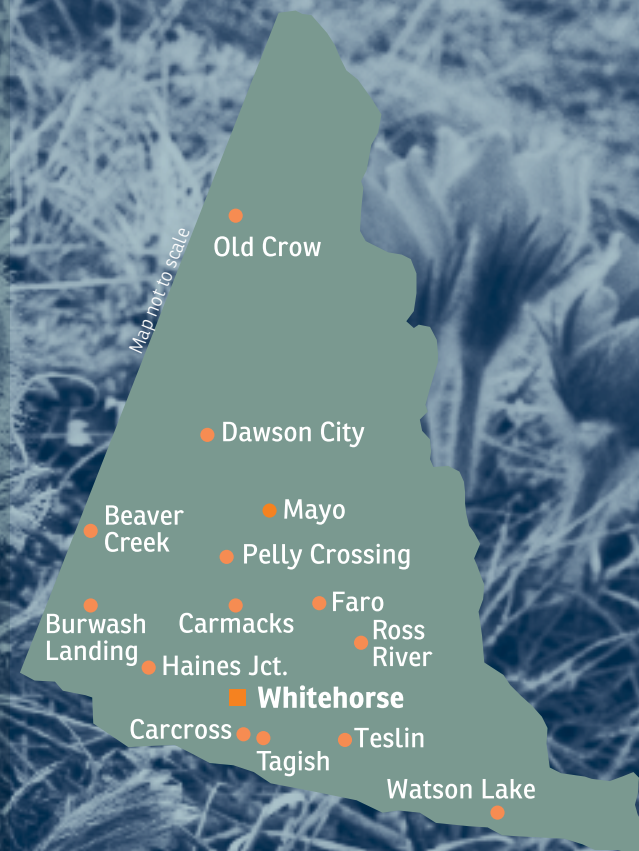 Map not to scale
Old Crow
Dawson City
Mayo
Beaver
Creek
Pelly Crossing
Faro
Burwash
Landing
Carmacks
Ross
River
Haines Jct.
Whitehorse
Carcross
Tagish
Teslin
Watson Lake